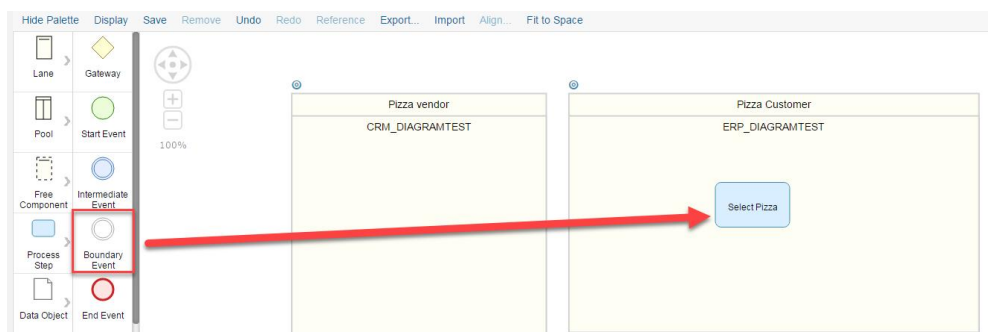 Hide Palette Display Save Remove Undo Redo Reference Export... Import Align... Fit to Space
Lane Gateway
Pool Start Event
Free Component
Intermediate Event
Process Step
Boundary Event
Data Object End Event
100%
Pizza vendor
CRM_DIAGRAMTEST
Pizza Customer
ERP_DIAGRAMTEST
Select Pizza